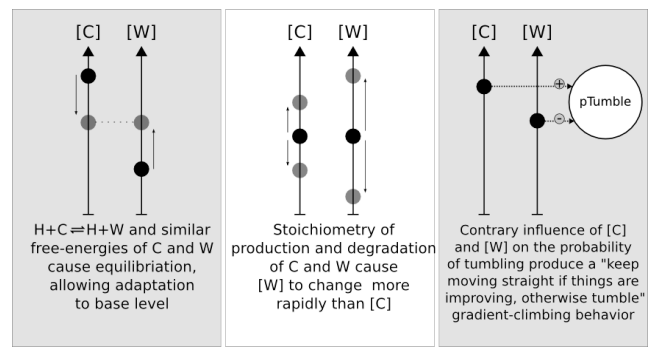 [C] [W]
H+C⇌H+W and similar
free-energies of C and W
cause equilibriation,
allowing adaptation
to base level
[C] [W]
Stoichiometry of
production and degradation
of C and W cause
[W] to change more
rapidly than [C]
[C] [W]
+
pTumble
-
Contrary influence of [C]
and [W] on the probability
of tumbling produce a "keep
moving straight if things are
improving, otherwise tumble"
gradient-climbing behavior